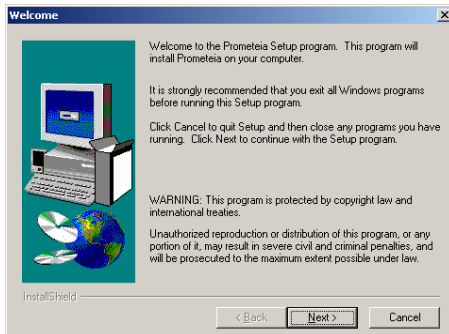 Welcome
Welcome to the Prometeia Setup program. This program will
install Prometeia on your computer.
It is strongly recommended that you exit all Windows programs
before running this Setup program.
Click Cancel to quit Setup and then close any programs you have
running. Click Next to continue with the Setup program.
WARNING: This program is protected by copyright law and
international treaties.
Unauthorized reproduction or distribution of this program, or any
portion of it, may result in severe civil and criminal penalties, and
will be prosecuted to the maximum extent possible under law.
InstallShield
< Back Next > Cancel